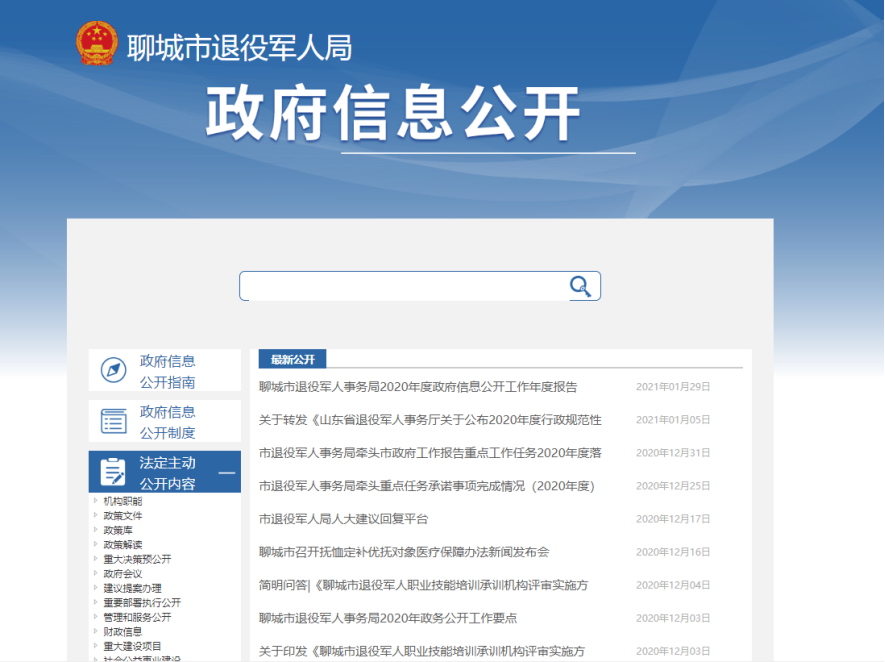 聊城市退役军人局
政府信息公开
政府信息
公开指南
政府信息
公开制度
法定主动
公开内容
机构职能
政策文件
政策库
政策解读
重大决策预公开
政府会议
建议提案办理
重要部署执行公开
管理和服务公开
财政信息
重大建设项目
社会公益事业建设
最新公开
聊城市退役军人事务局2020年度政府信息公开工作年度报告 2021年01月29日
关于转发《山东省退役军人事务厅关于公布2020年度行政规范性 2021年01月05日
市退役军人事务局牵头市政府工作报告重点工作任务2020年度落 2020年12月31日
市退役军人事务局牵头重点任务承诺事项完成情况（2020年度） 2020年12月25日
市退役军人局人大建议回复平台 2020年12月17日
聊城市召开抚恤定补优抚对象医疗保障办法新闻发布会 2020年12月16日
简明问答|《聊城市退役军人职业技能培训承训机构评审实施方 2020年12月04日
聊城市退役军人事务局2020年政务公开工作要点 2020年12月03日
关于印发《聊城市退役军人职业技能培训承训机构评审实施方 2020年12月03日